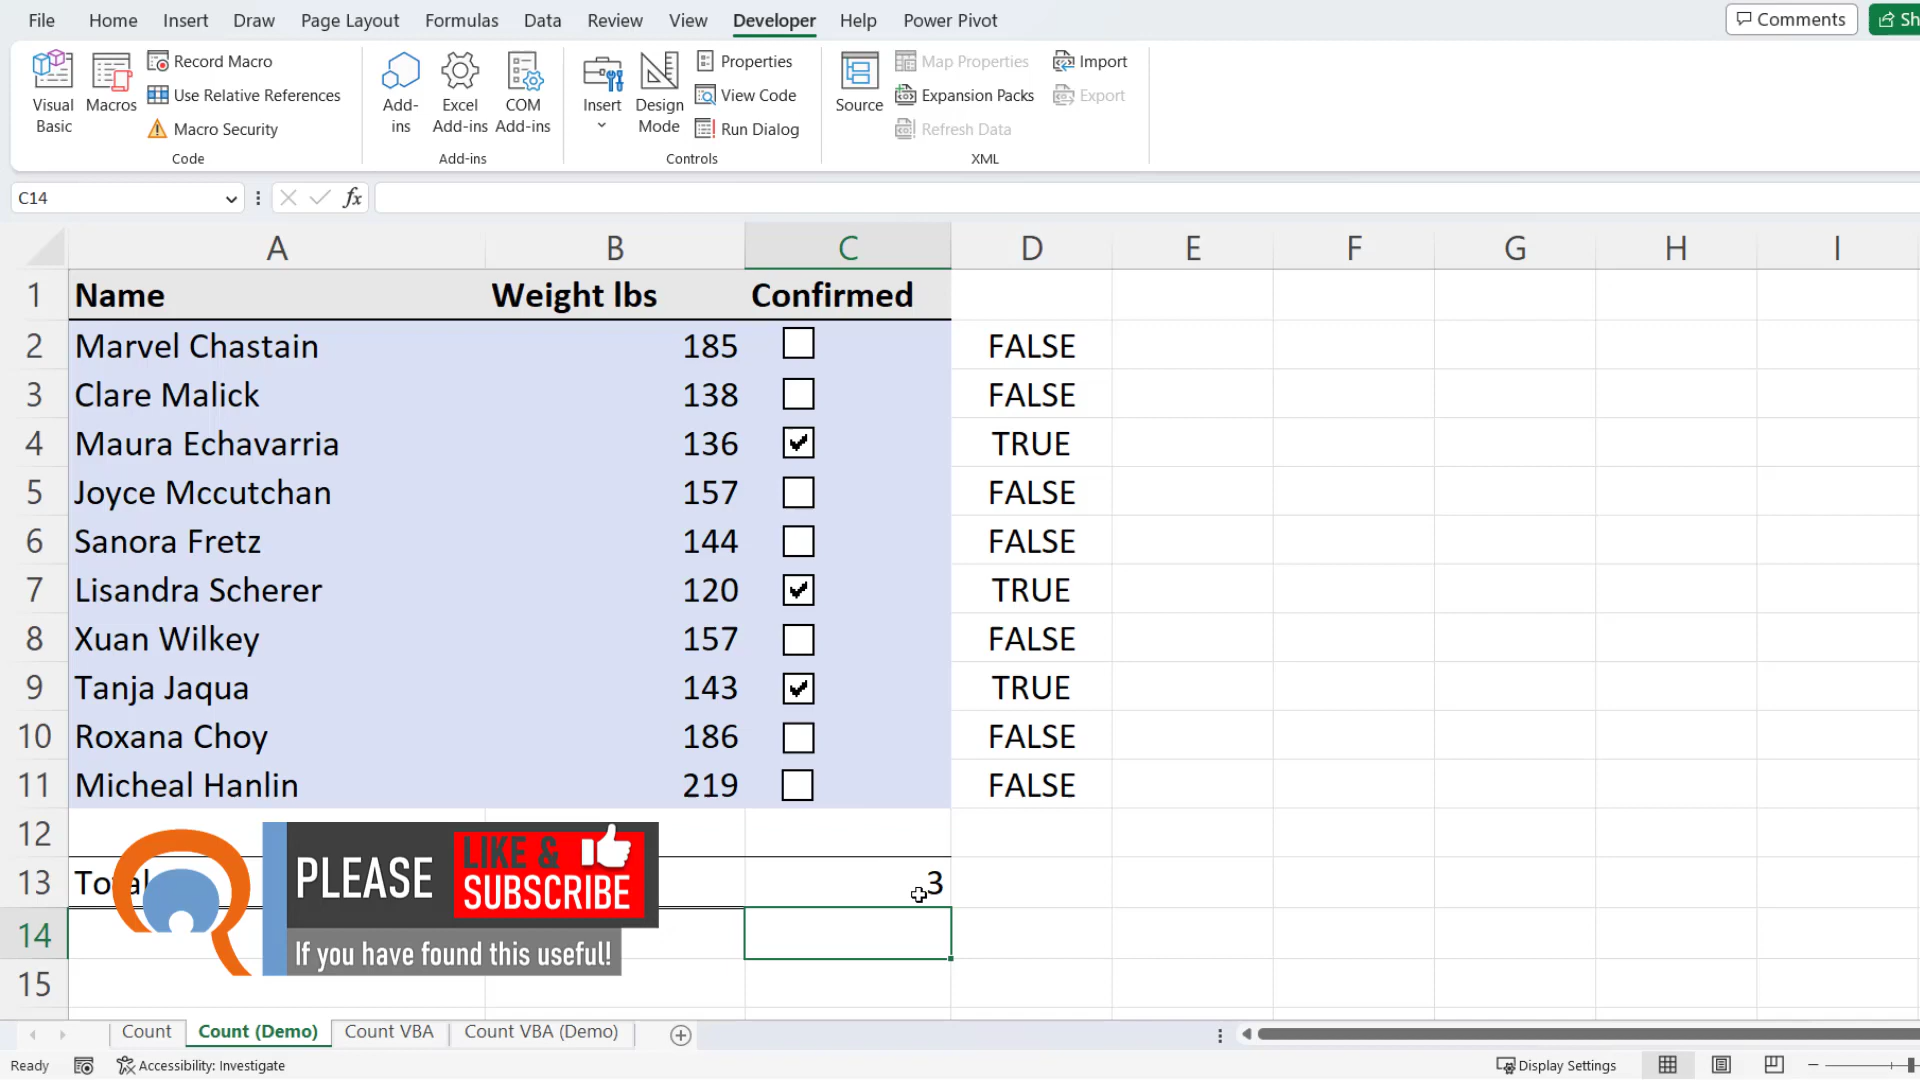 File Home Insert Draw Page Layout Formulas Data Review View Developer Help Power Pivot Comments Sh
Visual Basic
Macros
Record Macro
Use Relative References
Macro Security
Code
Add-ins
Excel Add-ins
COM Add-ins
Add-ins
Insert
Design Mode
Properties
View Code
Run Dialog
Controls
Source
Map Properties
Expansion Packs
Refresh Data
Import
Export
XML
C14 fx
A B C D E F G H I
1 Name Weight lbs Confirmed
2 Marvel Chastain 185 FALSE
3 Clare Malick 138 FALSE
4 Maura Echavarria 136 TRUE
5 Joyce Mccutchan 157 FALSE
6 Sanora Fretz 144 FALSE
7 Lisandra Scherer 120 TRUE
8 Xuan Wilkey 157 FALSE
9 Tanja Jaqua 143 TRUE
10 Roxana Choy 186 FALSE
11 Micheal Hanlin 219 FALSE
12
13 Total 3
14
15
PLEASE LIKE & SUBSCRIBE
If you have found this useful!
Count Count (Demo) Count VBA Count VBA (Demo)
Ready Accessibility: Investigate Display Settings